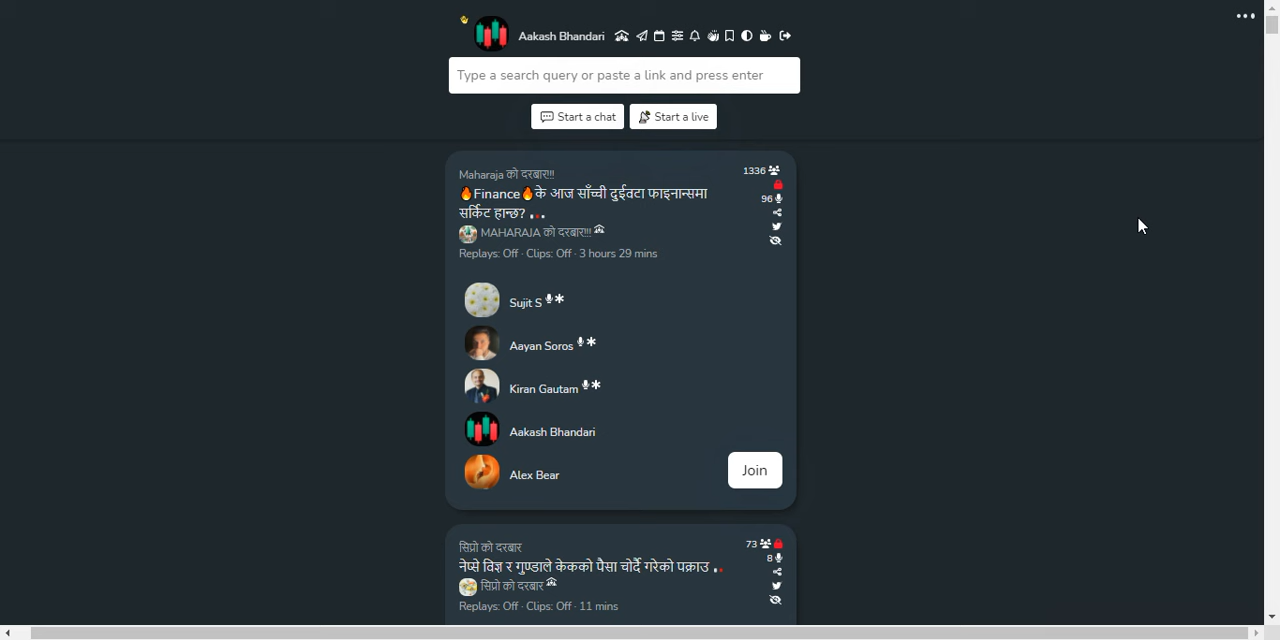 Aakash Bhandari
Type a search query or paste a link and press enter
Start a chat
Start a live
Maharaja को दरबार!!!
1336
🔥Finance🔥के आज साँच्ची दुईवटा फाइनान्समा
सर्किट हान्छ?
96
MAHARAJA को दरबार!!!
Replays: Off · Clips: Off · 3 hours 29 mins
Sujit S
Aayan Soros
Kiran Gautam
Aakash Bhandari
Alex Bear
Join
सिप्रो को दरबार
73
नेप्से विज्ञ र गुण्डाले केकको पैसा चोर्दै गरेको पक्राउ
8
सिप्रो को दरबार
Replays: Off · Clips: Off · 11 mins